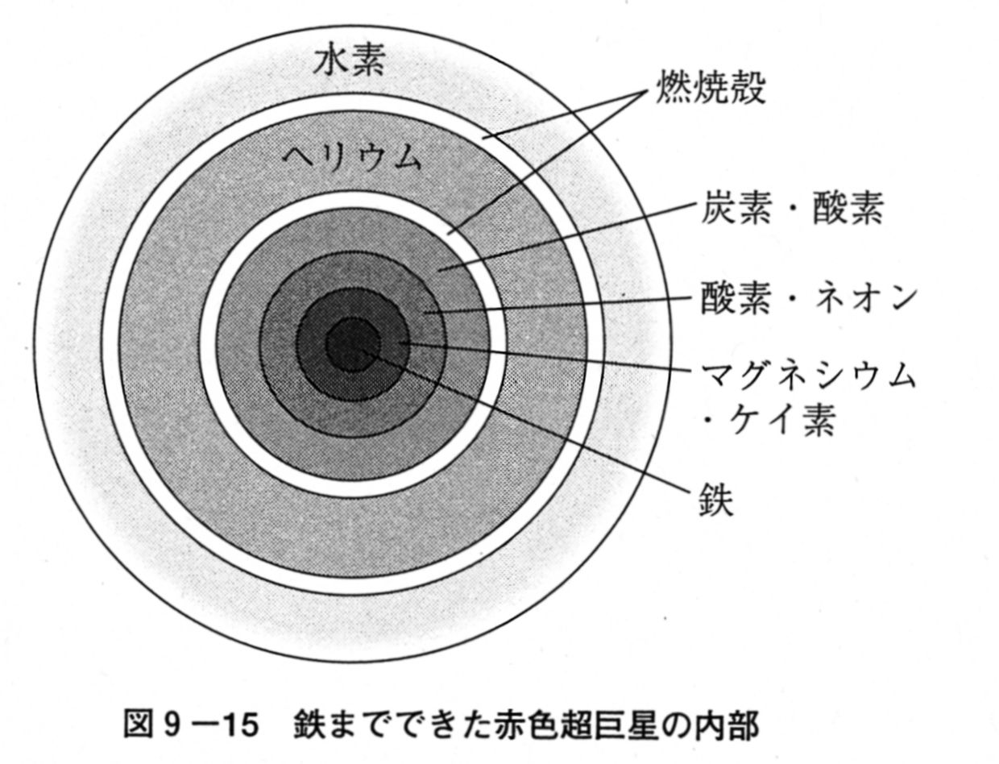 水素
燃焼殻
ヘリウム
炭素・酸素
酸素・ネオン
マグネシウム
・ケイ素
鉄
図9－15　鉄までできた赤色超巨星の内部